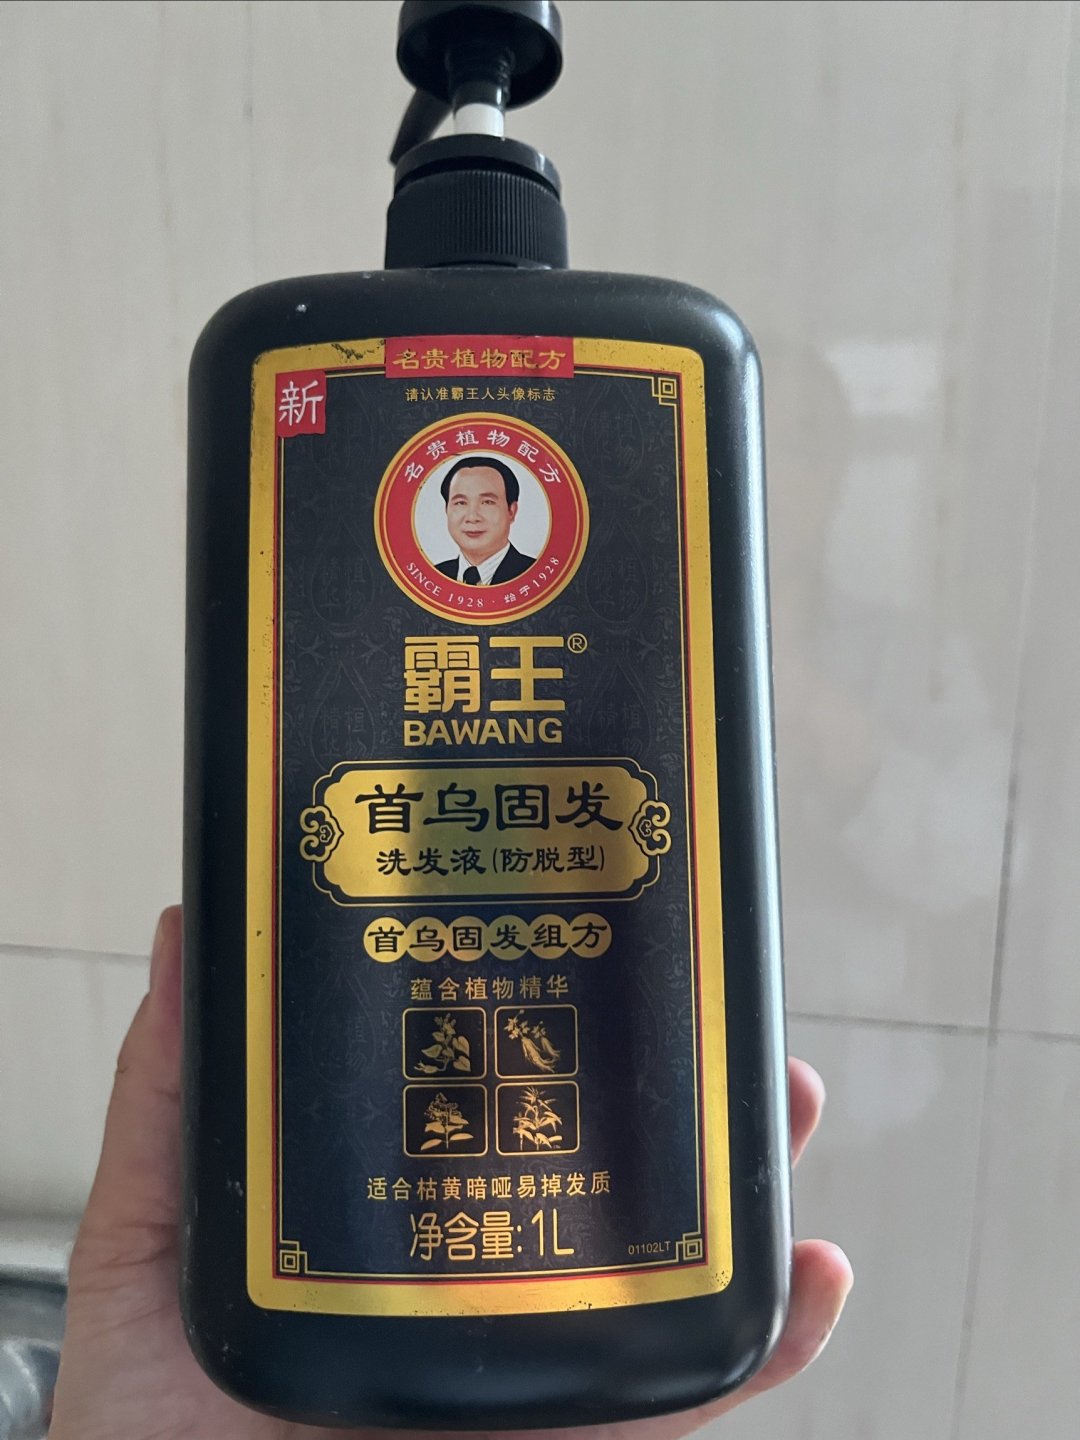 名贵植物配方
新
请认准霸王人头像标志
名贵植物配方
SINCE 1928 · 始于1928
霸王®
BAWANG
首乌固发
洗发液(防脱型)
首乌固发组方
蕴含植物精华
适合枯黄暗哑易掉发质
净含量:1L
01102LT